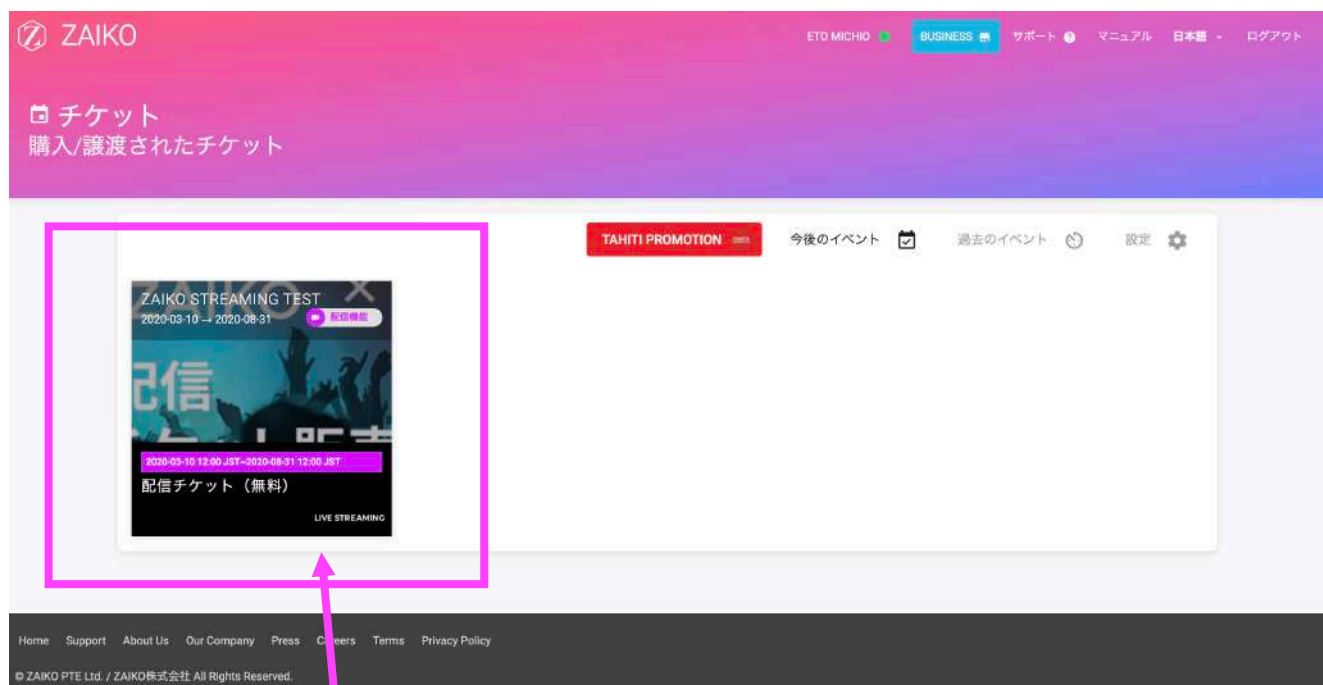 ZAIKO
ETO MICHIO
BUSINESS
サポート
マニュアル
日本語
ログアウト
チケット
購入/譲渡されたチケット
TAHITI PROMOTION
今後のイベント
過去のイベント
設定
ZAIKO STREAMING TEST
2020-03-10 → 2020-08-31
配信機能
配信
2020-03-10 12:00 JST~2020-08-31 12:00 JST
配信チケット（無料）
LIVE STREAMING
Home Support About Us Our Company Press Careers Terms Privacy Policy
© ZAIKO PTE Ltd. / ZAIKO株式会社 All Rights Reserved.